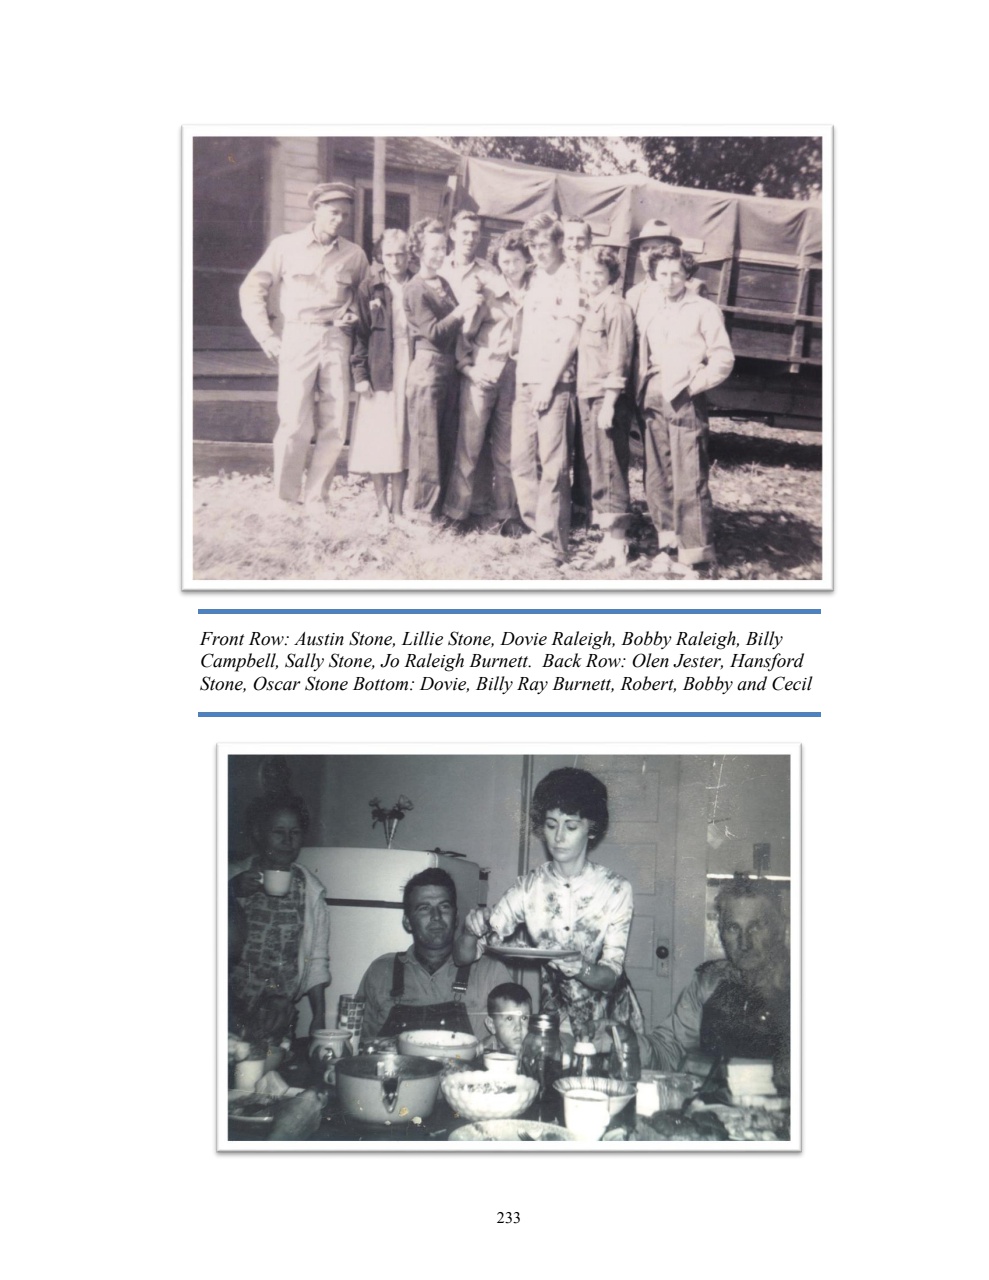 Front Row: Austin Stone, Lillie Stone, Dovie Raleigh, Bobby Raleigh, Billy
Campbell, Sally Stone, Jo Raleigh Burnett.  Back Row: Olen Jester, Hansford
Stone, Oscar Stone Bottom: Dovie, Billy Ray Burnett, Robert, Bobby and Cecil
233